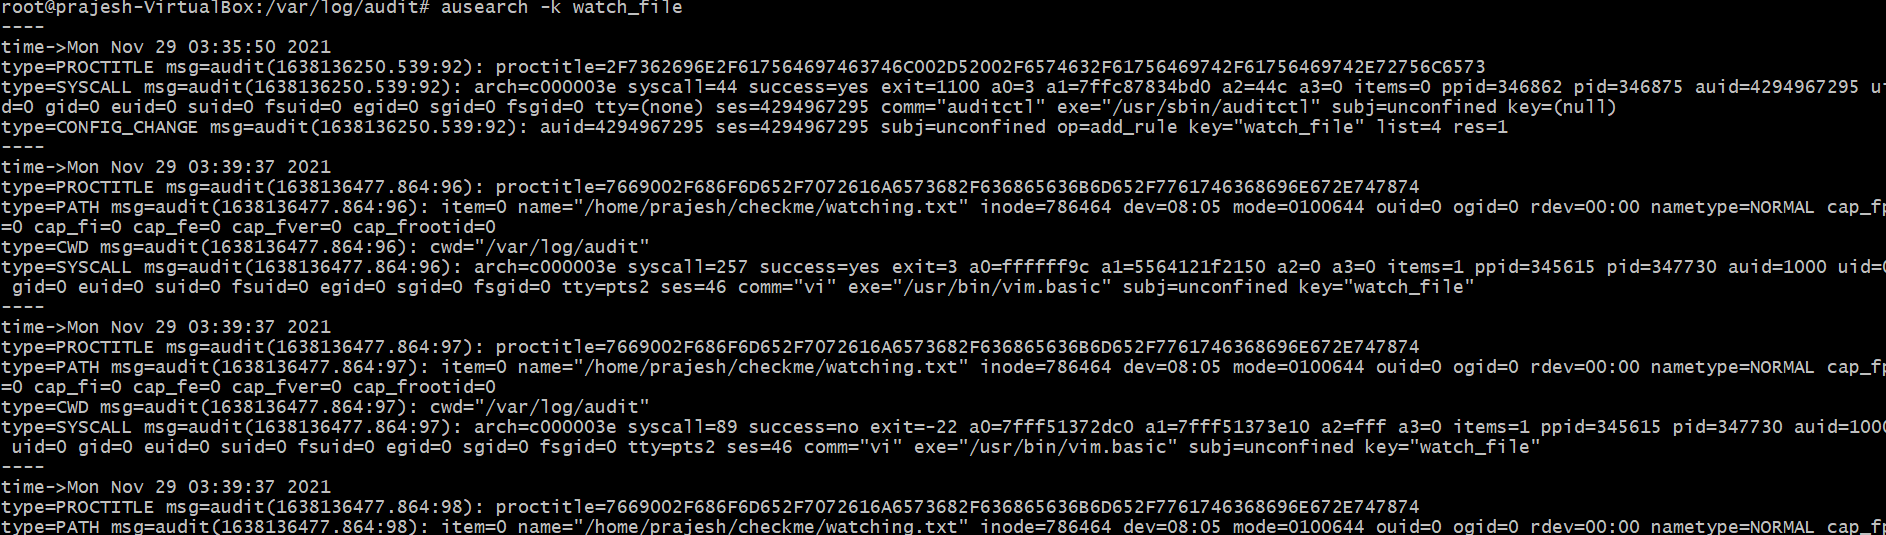 root@prajesh-VirtualBox:/var/log/audit# ausearch -k watch_file
----
time->Mon Nov 29 03:35:50 2021
type=PROCTITLE msg=audit(1638136250.539:92): proctitle=2F7362696E2F617564697463746C002D52002F6574632F61756469742F61756469742E72756C6573
type=SYSCALL msg=audit(1638136250.539:92): arch=c000003e syscall=44 success=yes exit=1100 a0=3 a1=7ffc87834bd0 a2=44c a3=0 items=0 ppid=346862 pid=346875 auid=4294967295 ui
d=0 gid=0 euid=0 suid=0 fsuid=0 egid=0 sgid=0 fsgid=0 tty=(none) ses=4294967295 comm="auditctl" exe="/usr/sbin/auditctl" subj=unconfined key=(null)
type=CONFIG_CHANGE msg=audit(1638136250.539:92): auid=4294967295 ses=4294967295 subj=unconfined op=add_rule key="watch_file" list=4 res=1
----
time->Mon Nov 29 03:39:37 2021
type=PROCTITLE msg=audit(1638136477.864:96): proctitle=7669002F686F6D652F7072616A6573682F636865636B6D652F7761746368696E672E747874
type=PATH msg=audit(1638136477.864:96): item=0 name="/home/prajesh/checkme/watching.txt" inode=786464 dev=08:05 mode=0100644 ouid=0 ogid=0 rdev=00:00 nametype=NORMAL cap_fp
=0 cap_fi=0 cap_fe=0 cap_fver=0 cap_frootid=0
type=CWD msg=audit(1638136477.864:96): cwd="/var/log/audit"
type=SYSCALL msg=audit(1638136477.864:96): arch=c000003e syscall=257 success=yes exit=3 a0=ffffff9c a1=5564121f2150 a2=0 a3=0 items=1 ppid=345615 pid=347730 auid=1000 uid=0
gid=0 euid=0 suid=0 fsuid=0 egid=0 sgid=0 fsgid=0 tty=pts2 ses=46 comm="vi" exe="/usr/bin/vim.basic" subj=unconfined key="watch_file"
----
time->Mon Nov 29 03:39:37 2021
type=PROCTITLE msg=audit(1638136477.864:97): proctitle=7669002F686F6D652F7072616A6573682F636865636B6D652F7761746368696E672E747874
type=PATH msg=audit(1638136477.864:97): item=0 name="/home/prajesh/checkme/watching.txt" inode=786464 dev=08:05 mode=0100644 ouid=0 ogid=0 rdev=00:00 nametype=NORMAL cap_fp
=0 cap_fi=0 cap_fe=0 cap_fver=0 cap_frootid=0
type=CWD msg=audit(1638136477.864:97): cwd="/var/log/audit"
type=SYSCALL msg=audit(1638136477.864:97): arch=c000003e syscall=89 success=no exit=-22 a0=7fff51372dc0 a1=7fff51373e10 a2=fff a3=0 items=1 ppid=345615 pid=347730 auid=1000
uid=0 gid=0 euid=0 suid=0 fsuid=0 egid=0 sgid=0 fsgid=0 tty=pts2 ses=46 comm="vi" exe="/usr/bin/vim.basic" subj=unconfined key="watch_file"
----
time->Mon Nov 29 03:39:37 2021
type=PROCTITLE msg=audit(1638136477.864:98): proctitle=7669002F686F6D652F7072616A6573682F636865636B6D652F7761746368696E672E747874
type=PATH msg=audit(1638136477.864:98): item=0 name="/home/prajesh/checkme/watching.txt" inode=786464 dev=08:05 mode=0100644 ouid=0 ogid=0 rdev=00:00 nametype=NORMAL cap_fp